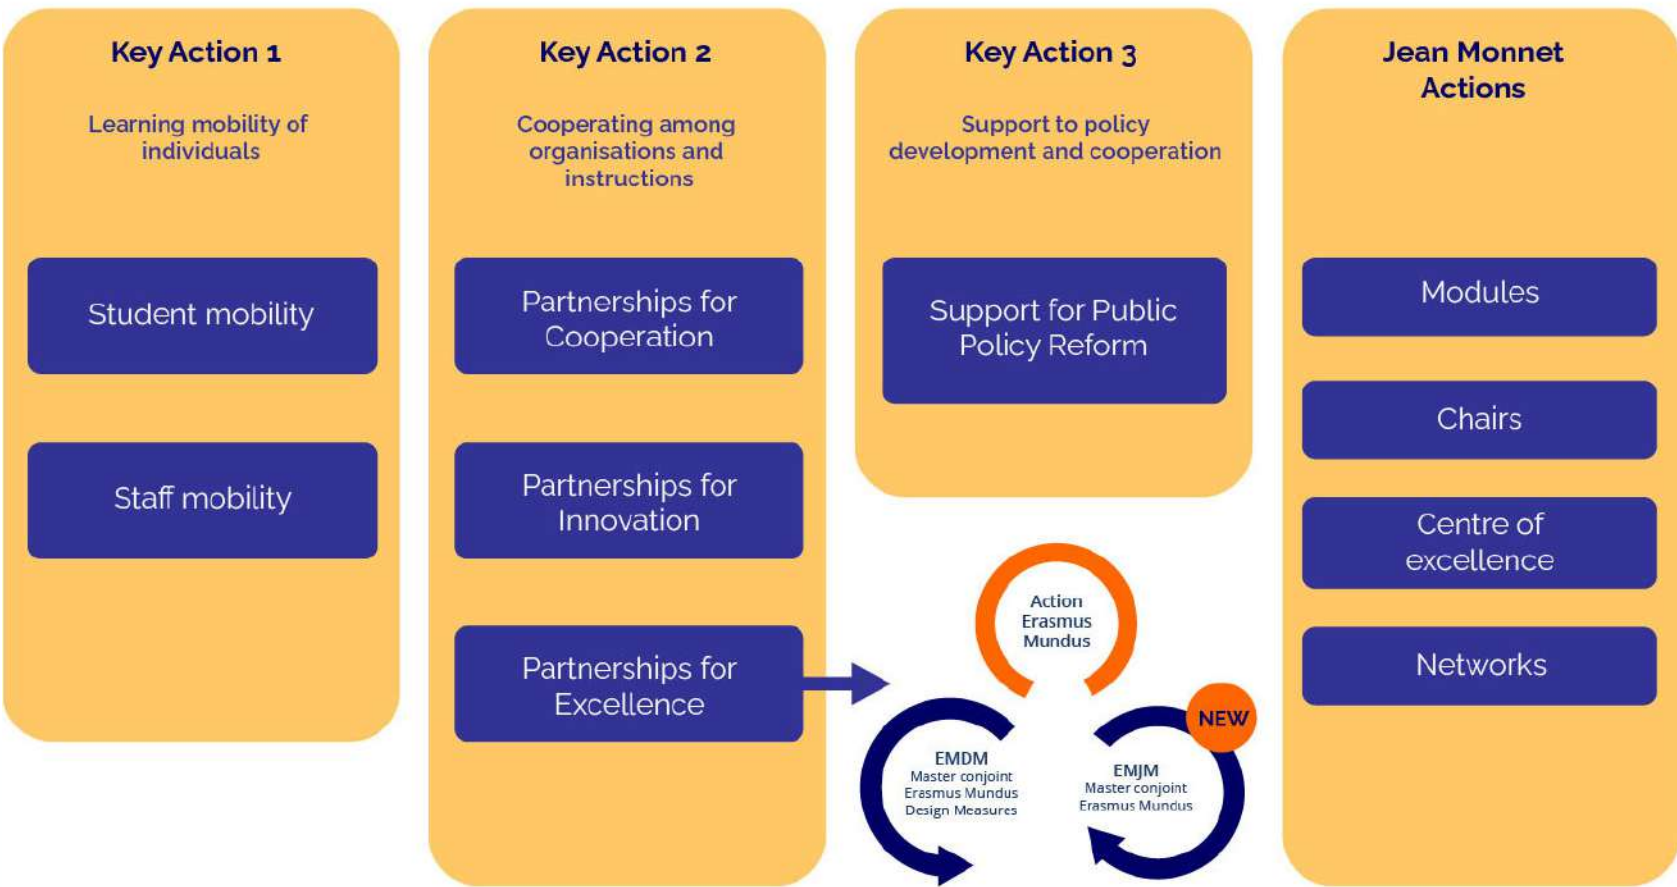 Key Action 1
Learning mobility of
individuals
Student mobility
Staff mobility
Key Action 2
Cooperating among
organisations and
instructions
Partnerships for
Cooperation
Partnerships for
Innovation
Partnerships for
Excellence
Key Action 3
Support to policy
development and cooperation
Support for Public
Policy Reform
Action
Erasmus
Mundus
EMDM
Master conjoint
Erasmus Mundus
Design Measures
NEW
EMJM
Master conjoint
Erasmus Mundus
Jean Monnet
Actions
Modules
Chairs
Centre of
excellence
Networks